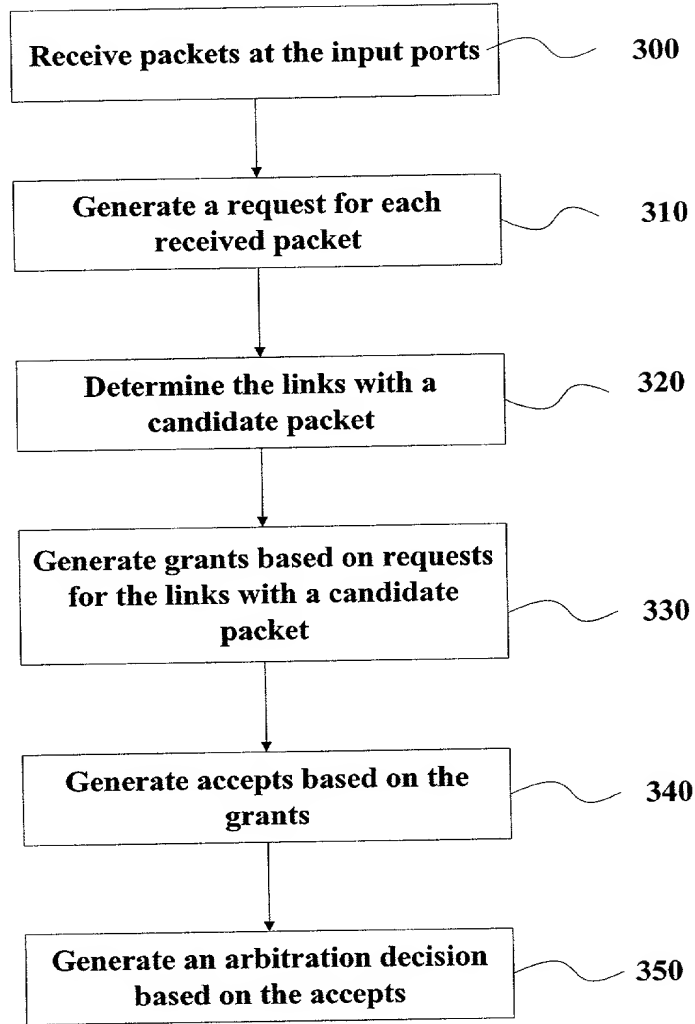 Receive packets at the input ports
300
Generate a request for each
received packet
310
Determine the links with a
candidate packet
320
Generate grants based on requests
for the links with a candidate
packet
330
Generate accepts based on the
grants
340
Generate an arbitration decision
based on the accepts
350